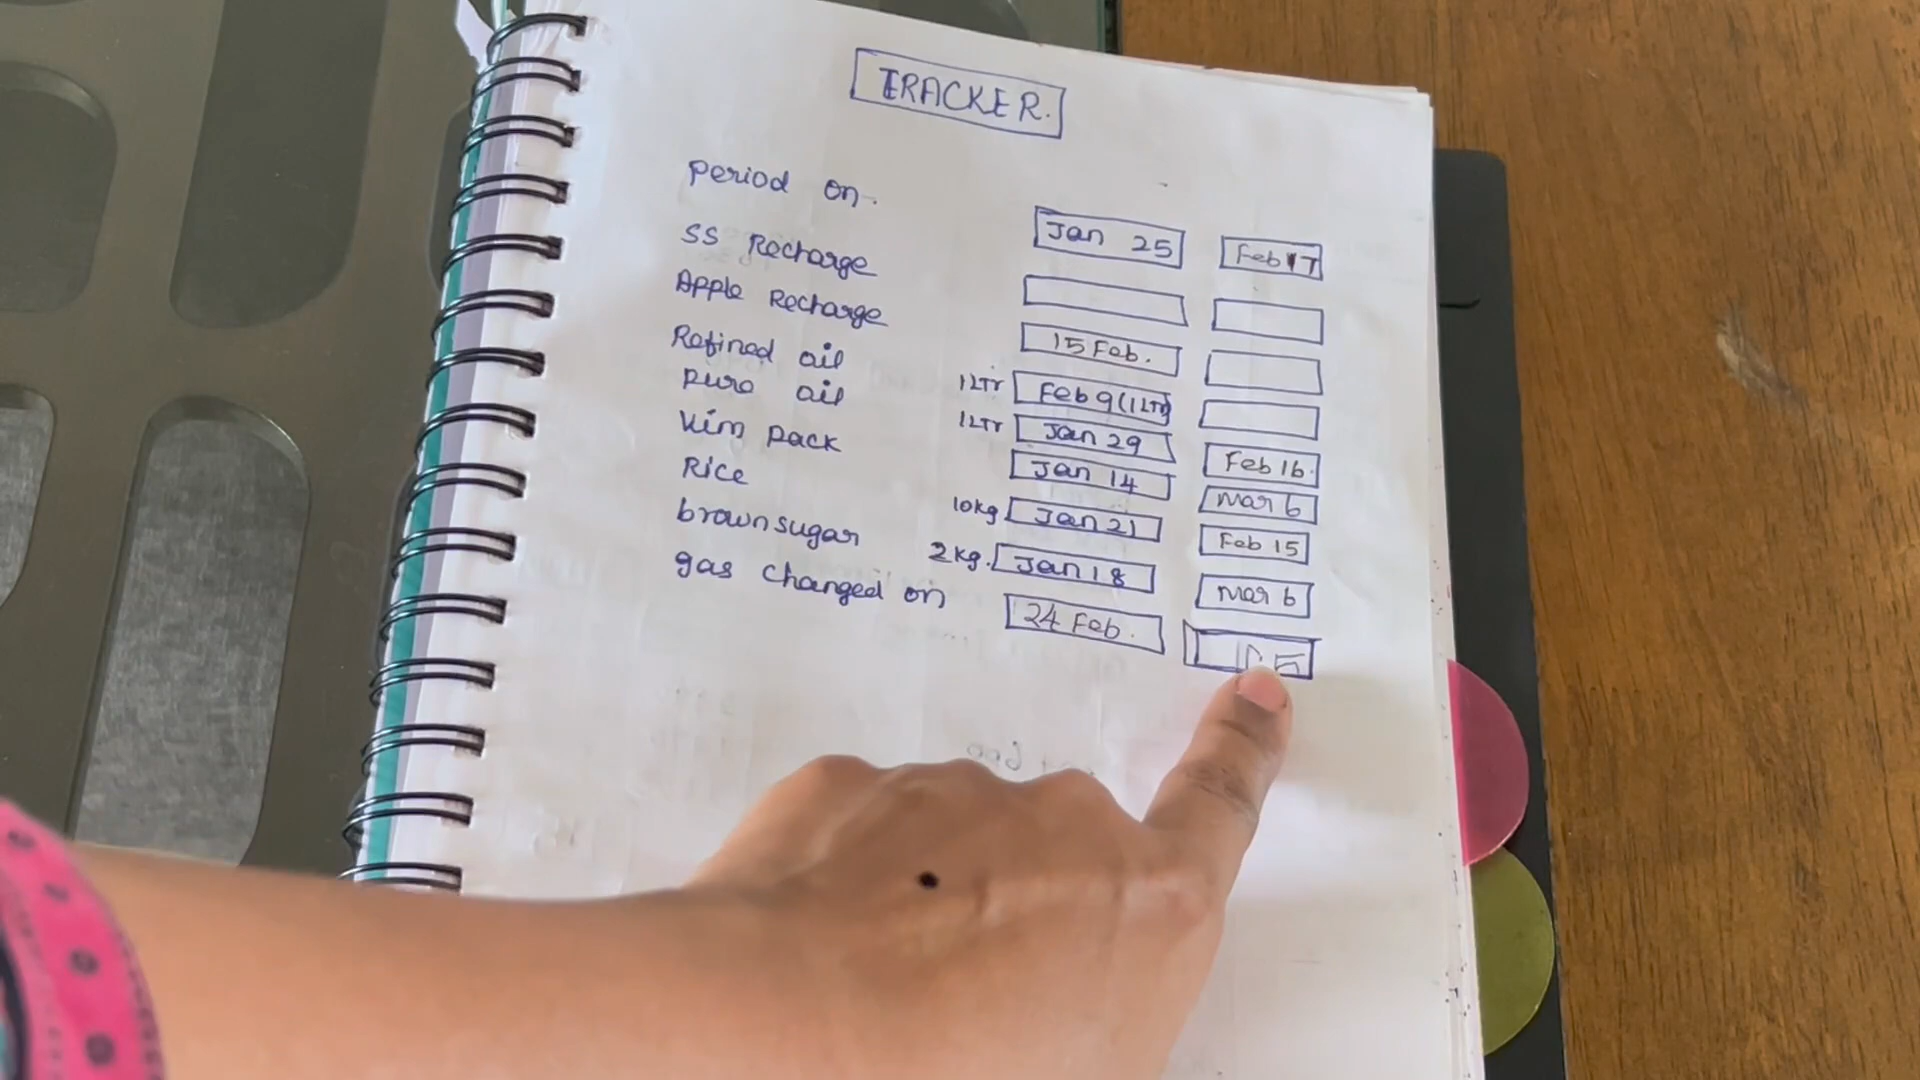 TRACKER.
Period on. Jan 25 Feb 17
SS Recharge
Apple Recharge 15 Feb.
Refined oil 1LTr Feb 9(1LTr)
Pure oil 1LTr Jan 29 Feb 16.
Vim pack Jan 14 Mar 6
Rice 10kg Jan 21 Feb 15
brownsugar 2kg. Jan 18 Mar 6
gas changed on 24 Feb.